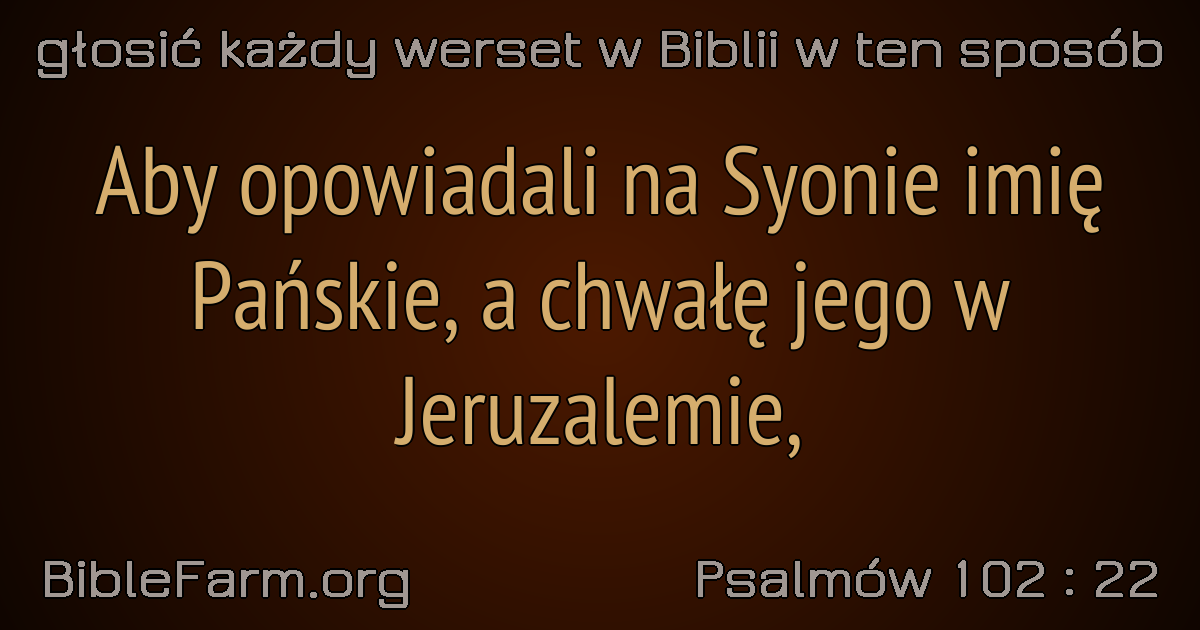 głosić każdy werset w Biblii w ten sposób
Aby opowiadali na Syonie imię
Pańskie, a chwałę jego w
Jeruzalemie,
BibleFarm.org
Psalmów 102 : 22